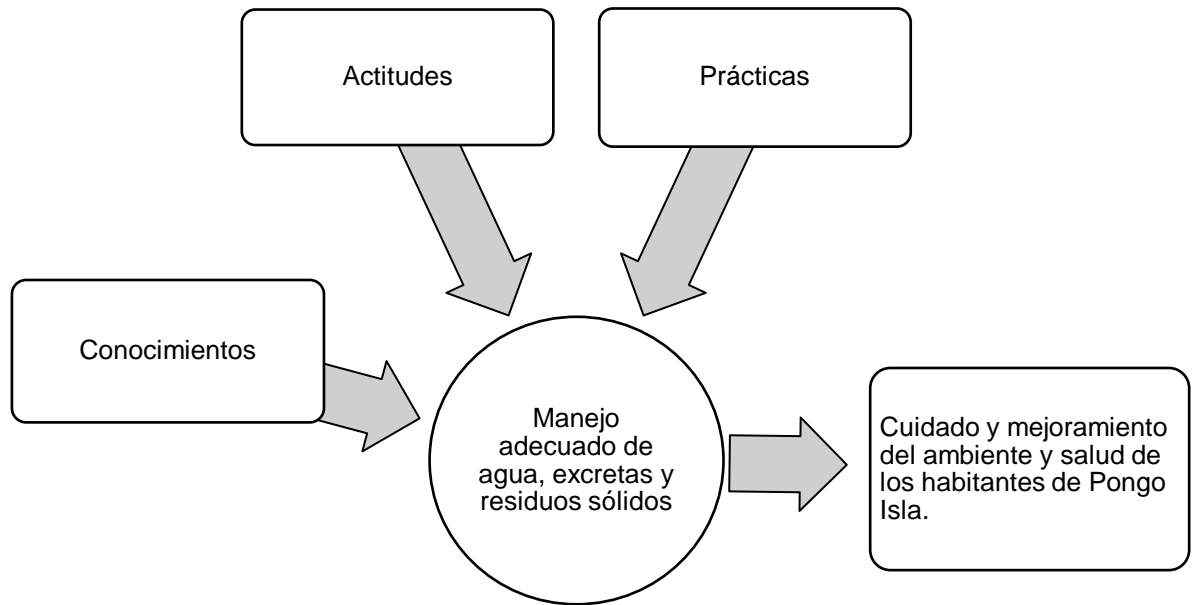 Actitudes
Prácticas
Conocimientos
Manejo
adecuado de
agua, excretas y
residuos sólidos
Cuidado y mejoramiento
del ambiente y salud de
los habitantes de Pongo
Isla.